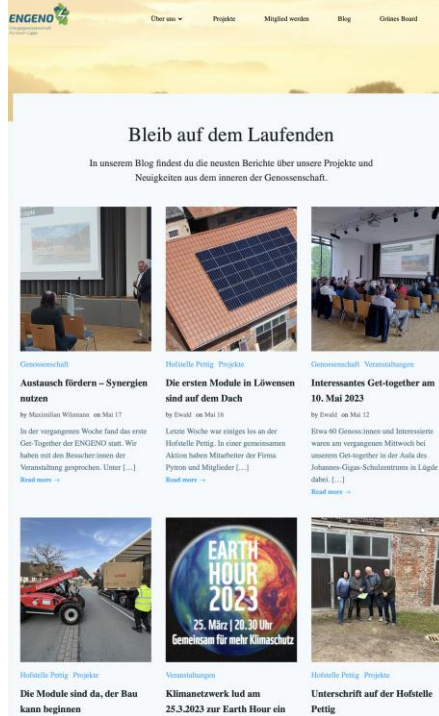 ENGENO
Über uns
Projekte
Mitglied werden
Blog
Grünes Board
Bleib auf dem Laufenden
In unserem Blog findest du die neusten Berichte über unsere Projekte und
Neuigkeiten aus dem inneren der Genossenschaft.
Genossenschaft
Austausch fördern – Synergien
nutzen
by Maximilian Wilsmann on Mai 17
In der vergangenen Woche fand das erste
Get-Together der ENGENO statt. Wir
haben mit den Besucher:innen der
Veranstaltung gesprochen. Unter […]
Read more →
Hofstelle Pettig Projekte
Die ersten Module in Löwensen
sind auf dem Dach
by Ewald on Mai 16
Letzte Woche war einiges los an der
Hofstelle Pettig. In einer gemeinsamen
Aktion haben Mitarbeiter der Firma
Pytron und Mitglieder […]
Read more →
Genossenschaft Veranstaltungen
Interessantes Get-together am
10. Mai 2023
by Ewald on Mai 12
Etwa 60 Genoss:innen und Interessierte
waren am vergangenen Mittwoch bei
unserem Get-together in der Aula des
Johannes-Gigas-Schulzentrums in Lügde
dabei. […]
Read more →
Hofstelle Pettig Projekte
Die Module sind da, der Bau
kann beginnen
EARTH
HOUR
2023
25. März | 20.30 Uhr
Gemeinsam für mehr Klimaschutz
Veranstaltungen
Klimanetzwerk lud am
25.3.2023 zur Earth Hour ein
Hofstelle Pettig Projekte
Unterschrift auf der Hofstelle
Pettig